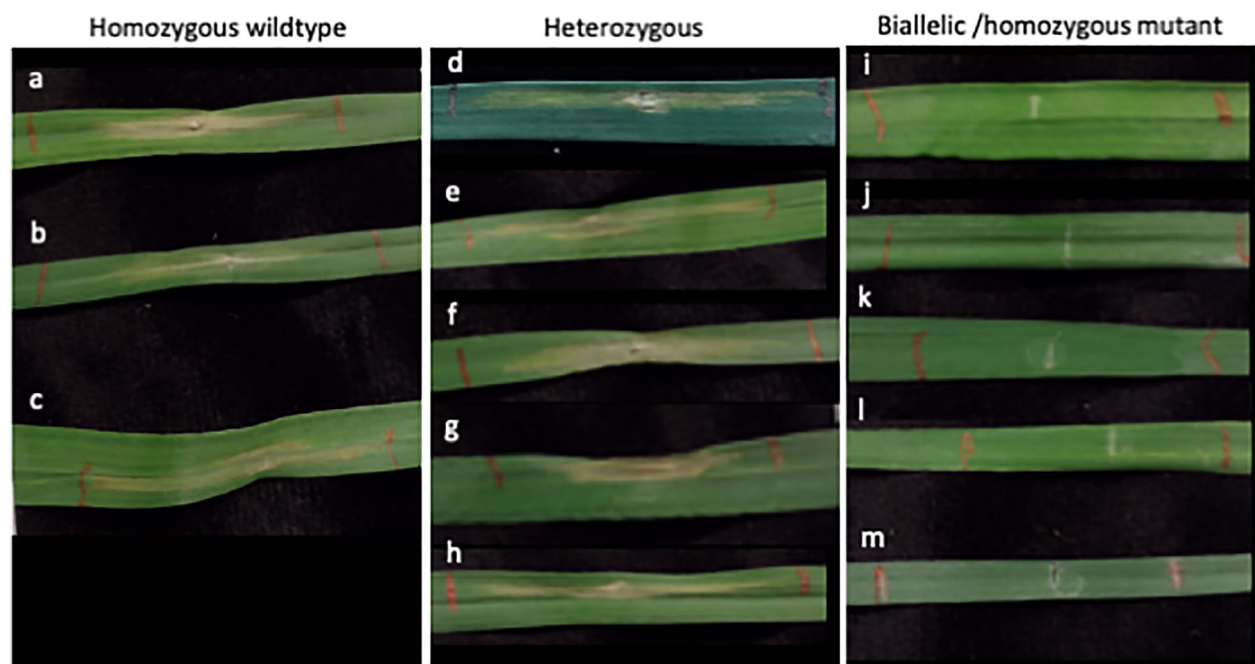 Homozygous wildtype
Heterozygous
Biallelic /homozygous mutant
a
b
c
d
e
f
g
h
i
j
k
l
m